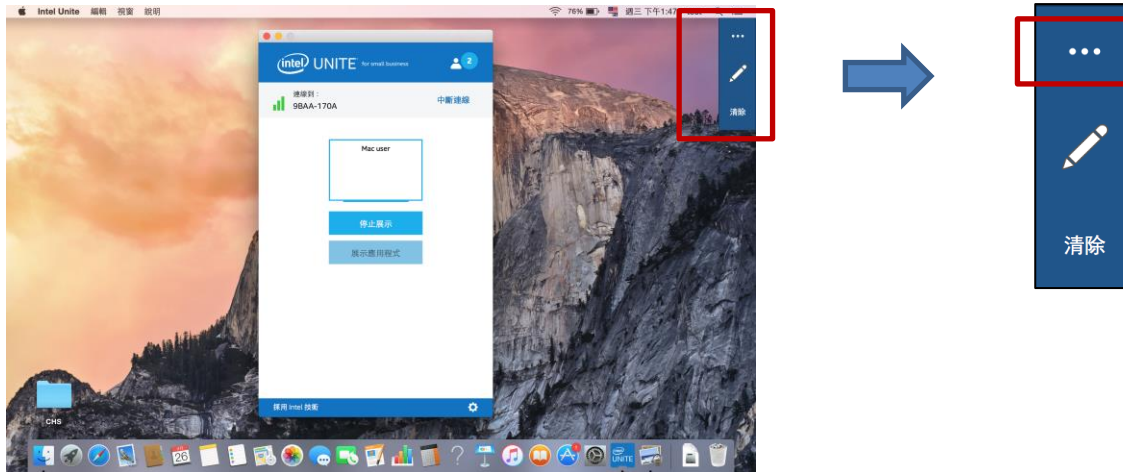 Intel Unite 編輯 視窗 說明
76% 週三 下午1:47
intel UNITE for small business 2
連線到：
9BAA-170A
中斷連線
Mac user
停止展示
展示應用程式
採用 Intel 技術
清除
CHS
26
UNITE
清除